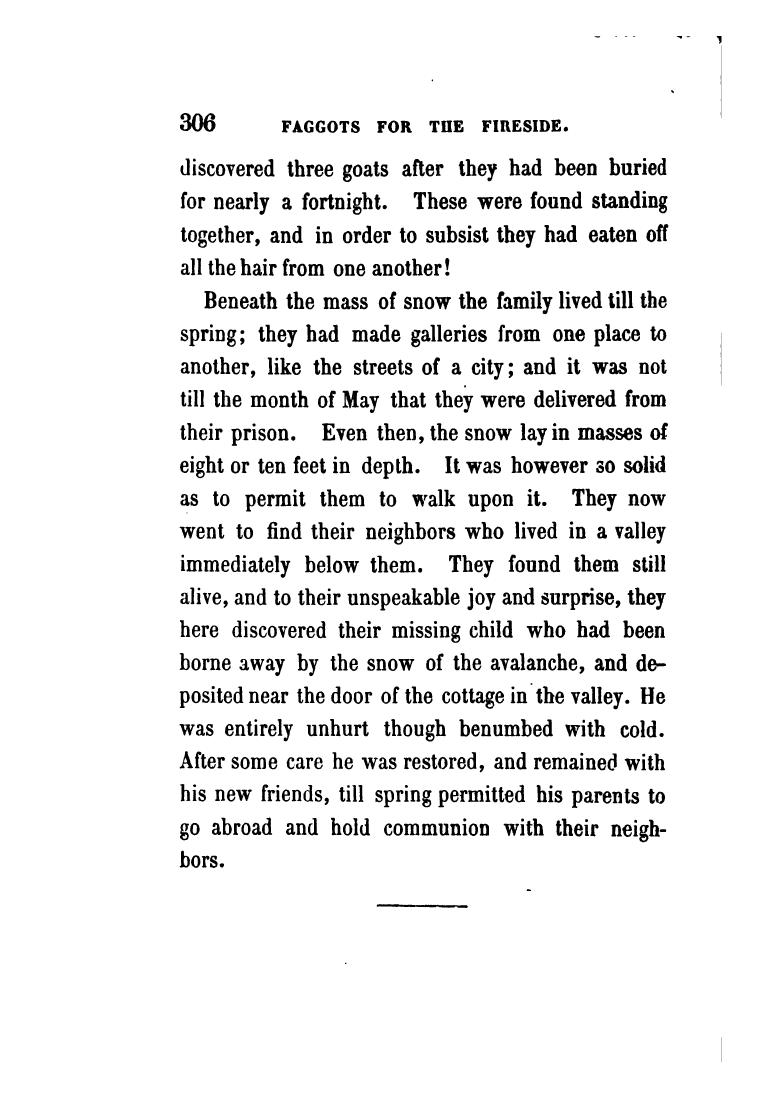 306 FAGGOTS FOR THE FIRESIDE.
discovered three goats after they had been buried
for nearly a fortnight. These were found standing
together, and in order to subsist they had eaten off
all the hair from one another!
Beneath the mass of snow the family lived till the
spring; they had made galleries from one place to
another, like the streets of a city; and it was not
till the month of May that they were delivered from
their prison. Even then, the snow lay in masses of
eight or ten feet in depth. It was however so solid
as to permit them to walk upon it. They now
went to find their neighbors who lived in a valley
immediately below them. They found them still
alive, and to their unspeakable joy and surprise, they
here discovered their missing child who had been
borne away by the snow of the avalanche, and de-
posited near the door of the cottage in the valley. He
was entirely unhurt though benumbed with cold.
After some care he was restored, and remained with
his new friends, till spring permitted his parents to
go abroad and hold communion with their neigh-
bors.